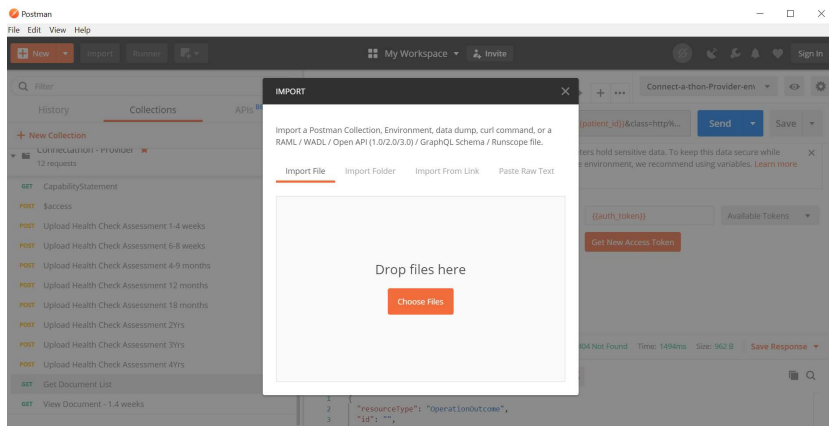 Postman
File Edit View Help
New Import Runner My Workspace Invite Sign In
Filter
History Collections APIs
+ New Collection
Connectathon - Provider
12 requests
GET CapabilityStatement
POST $access
POST Upload Health Check Assessment 1-4 weeks
POST Upload Health Check Assessment 6-8 weeks
POST Upload Health Check Assessment 4-9 months
POST Upload Health Check Assessment 12 months
POST Upload Health Check Assessment 18 months
POST Upload Health Check Assessment 2Yrs
POST Upload Health Check Assessment 3Yrs
POST Upload Health Check Assessment 4Yrs
GET Get Document List
GET View Document - 1.4 weeks
IMPORT
Import a Postman Collection, Environment, data dump, curl command, or a
RAML / WADL / Open API (1.0/2.0/3.0) / GraphQL Schema / Runscope file.
Import File Import Folder Import From Link Paste Raw Text
Drop files here
Choose Files
Connect-a-thon-Provider-em
{patient_id}}&class=http%... Send Save
hold sensitive data. To keep this data secure while
environment, we recommend using variables. Learn more
{{auth_token}} Available Tokens
Get New Access Token
404 Not Found Time: 1494ms Size: 962 B Save Response
1 {
2 "resourceType": "OperationOutcome",
3 "id": "",